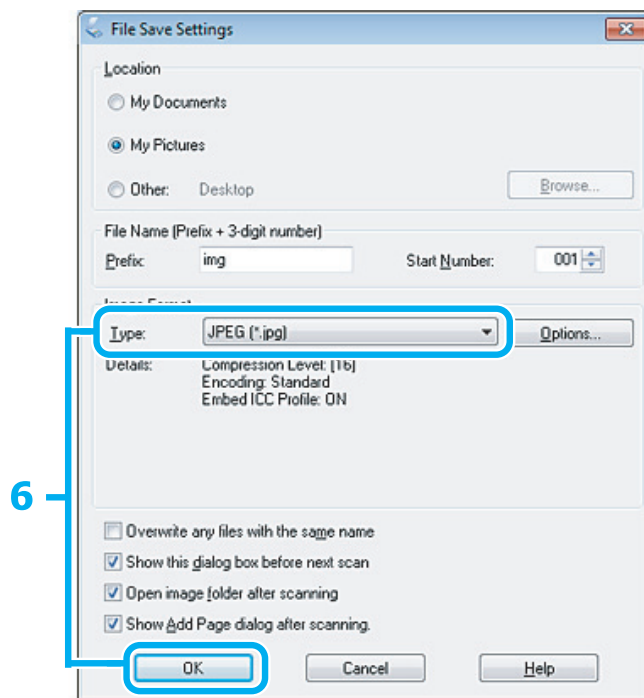 File Save Settings
Location
My Documents
My Pictures
Other: Desktop Browse...
File Name (Prefix + 3-digit number)
Prefix: img Start Number: 001
Image Format
Type: JPEG (*.jpg) Options...
Details: Compression Level: [16]
Encoding: Standard
Embed ICC Profile: ON
6
Overwrite any files with the same name
Show this dialog box before next scan
Open image folder after scanning
Show Add Page dialog after scanning.
OK Cancel Help